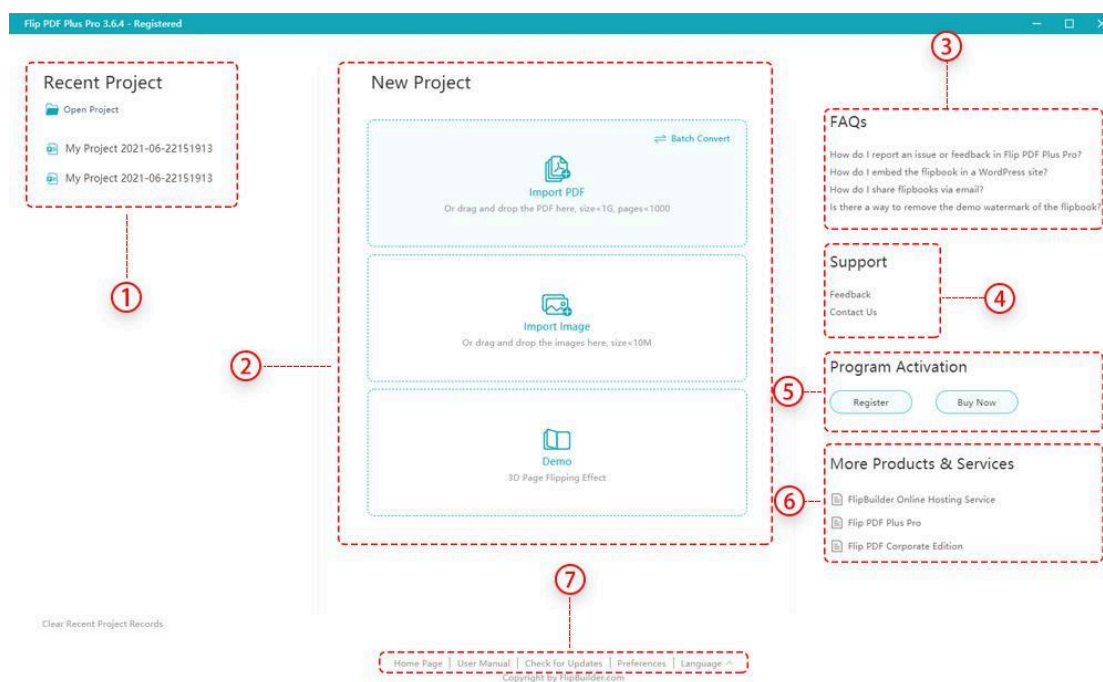 Flip PDF Plus Pro 3.6.4 - Registered
Recent Project
Open Project
My Project 2021-06-22151913
My Project 2021-06-22151913
1
Clear Recent Project Records
2
New Project
Batch Convert
Import PDF
Or drag and drop the PDF here, size<1G, pages<1000
Import Image
Or drag and drop the images here, size<10M
Demo
3D Page Flipping Effect
3
FAQs
How do I report an issue or feedback in Flip PDF Plus Pro?
How do I embed the flipbook in a WordPress site?
How do I share flipbooks via email?
Is there a way to remove the demo watermark of the flipbook?
Support
Feedback
Contact Us
4
5
Program Activation
Register
Buy Now
6
More Products & Services
FlipBuilder Online Hosting Service
Flip PDF Plus Pro
Flip PDF Corporate Edition
7
Home Page | User Manual | Check for Updates | Preferences | Language
Copyright by FlipBuilder.com